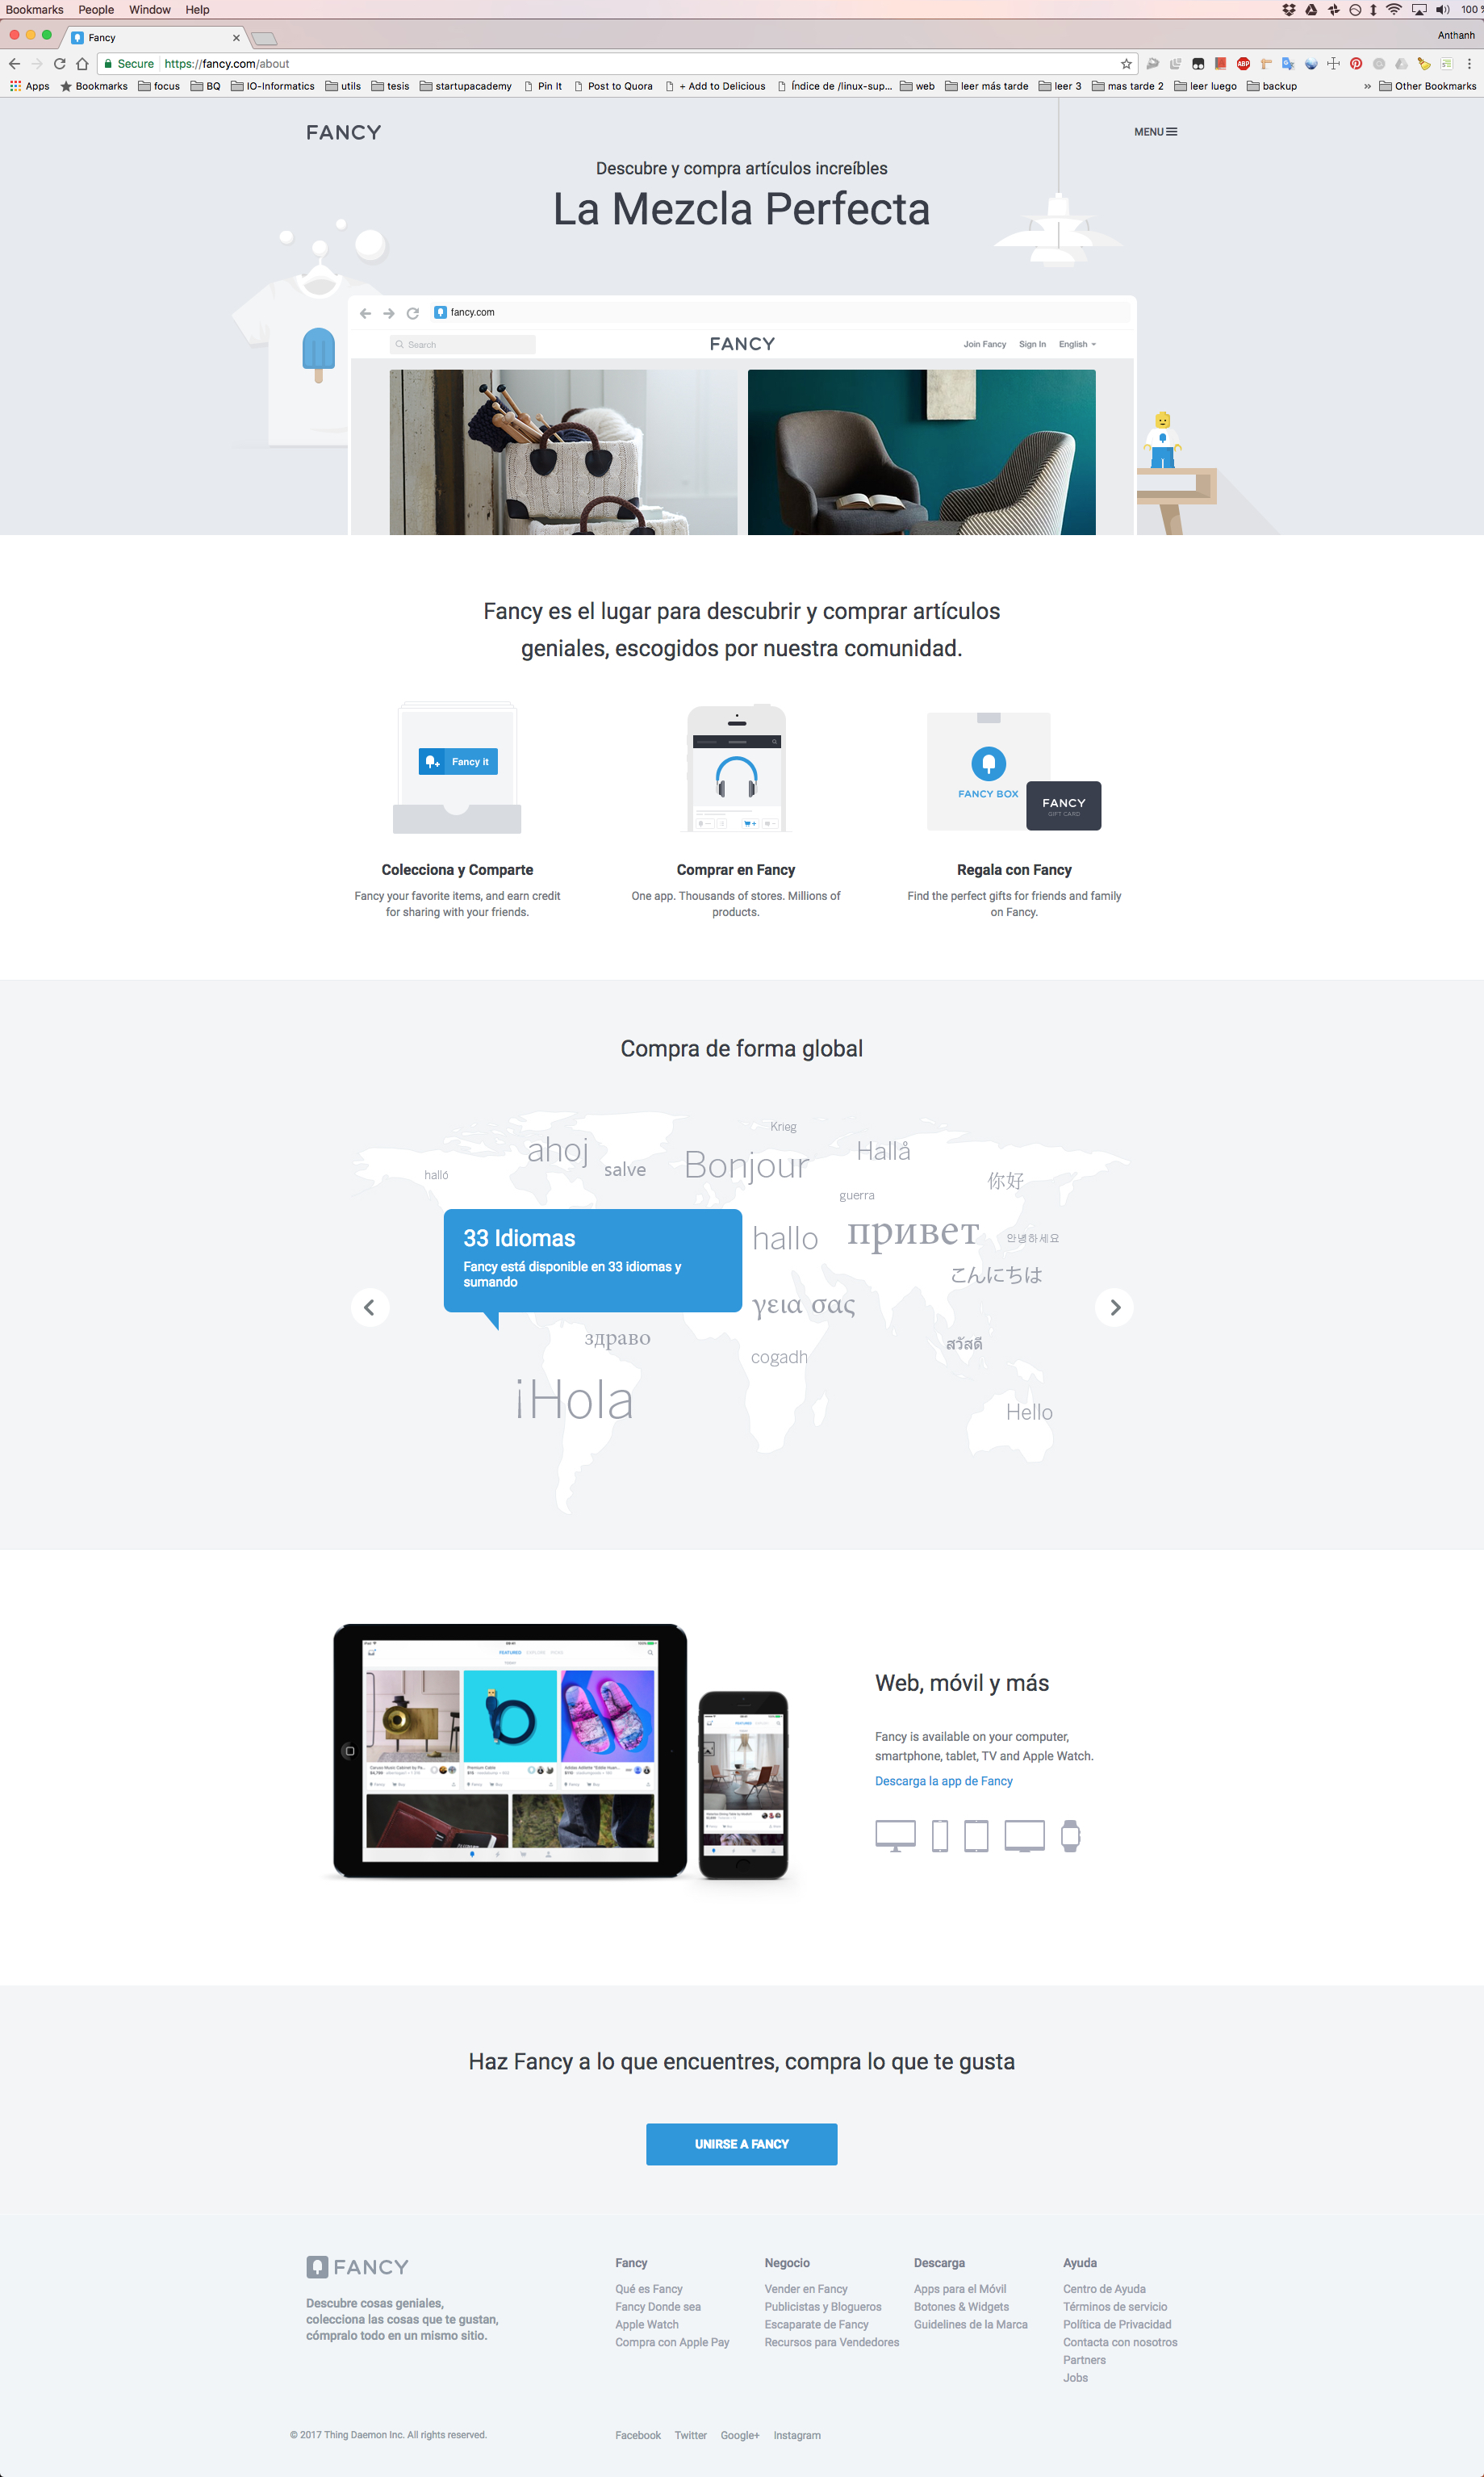 Bookmarks People Window Help
100 %
Fancy
Anthanh
Secure https://fancy.com/about
Apps Bookmarks focus BQ IO-Informatics utils tesis startupacademy Pin It Post to Quora + Add to Delicious Índice de /linux-sup... web leer más tarde leer 3 mas tarde 2 leer luego backup » Other Bookmarks
FANCY
MENU
Descubre y compra artículos increíbles
La Mezcla Perfecta
fancy.com
Search
FANCY
Join Fancy Sign In English
Fancy es el lugar para descubrir y comprar artículos
geniales, escogidos por nuestra comunidad.
Fancy it
FANCY BOX
FANCY
GIFT CARD
Colecciona y Comparte
Fancy your favorite items, and earn credit
for sharing with your friends.
Comprar en Fancy
One app. Thousands of stores. Millions of
products.
Regala con Fancy
Find the perfect gifts for friends and family
on Fancy.
Compra de forma global
Krieg
ahoj
Bonjour
Hallå
salve
halló
你好
guerra
33 Idiomas
Fancy está disponible en 33 idiomas y
sumando
hallo
привет
안녕하세요
こんにちは
γεια σας
здраво
สวัสดี
cogadh
¡Hola
Hello
FEATURED
Premium Cable
Web, móvil y más
Fancy is available on your computer,
smartphone, tablet, TV and Apple Watch.
Descarga la app de Fancy
Haz Fancy a lo que encuentres, compra lo que te gusta
UNIRSE A FANCY
FANCY
Descubre cosas geniales,
colecciona las cosas que te gustan,
cómpralo todo en un mismo sitio.
Fancy
Qué es Fancy
Fancy Donde sea
Apple Watch
Compra con Apple Pay
Negocio
Vender en Fancy
Publicistas y Blogueros
Escaparate de Fancy
Recursos para Vendedores
Descarga
Apps para el Móvil
Botones & Widgets
Guidelines de la Marca
Ayuda
Centro de Ayuda
Términos de servicio
Política de Privacidad
Contacta con nosotros
Partners
Jobs
© 2017 Thing Daemon Inc. All rights reserved.
Facebook Twitter Google+ Instagram